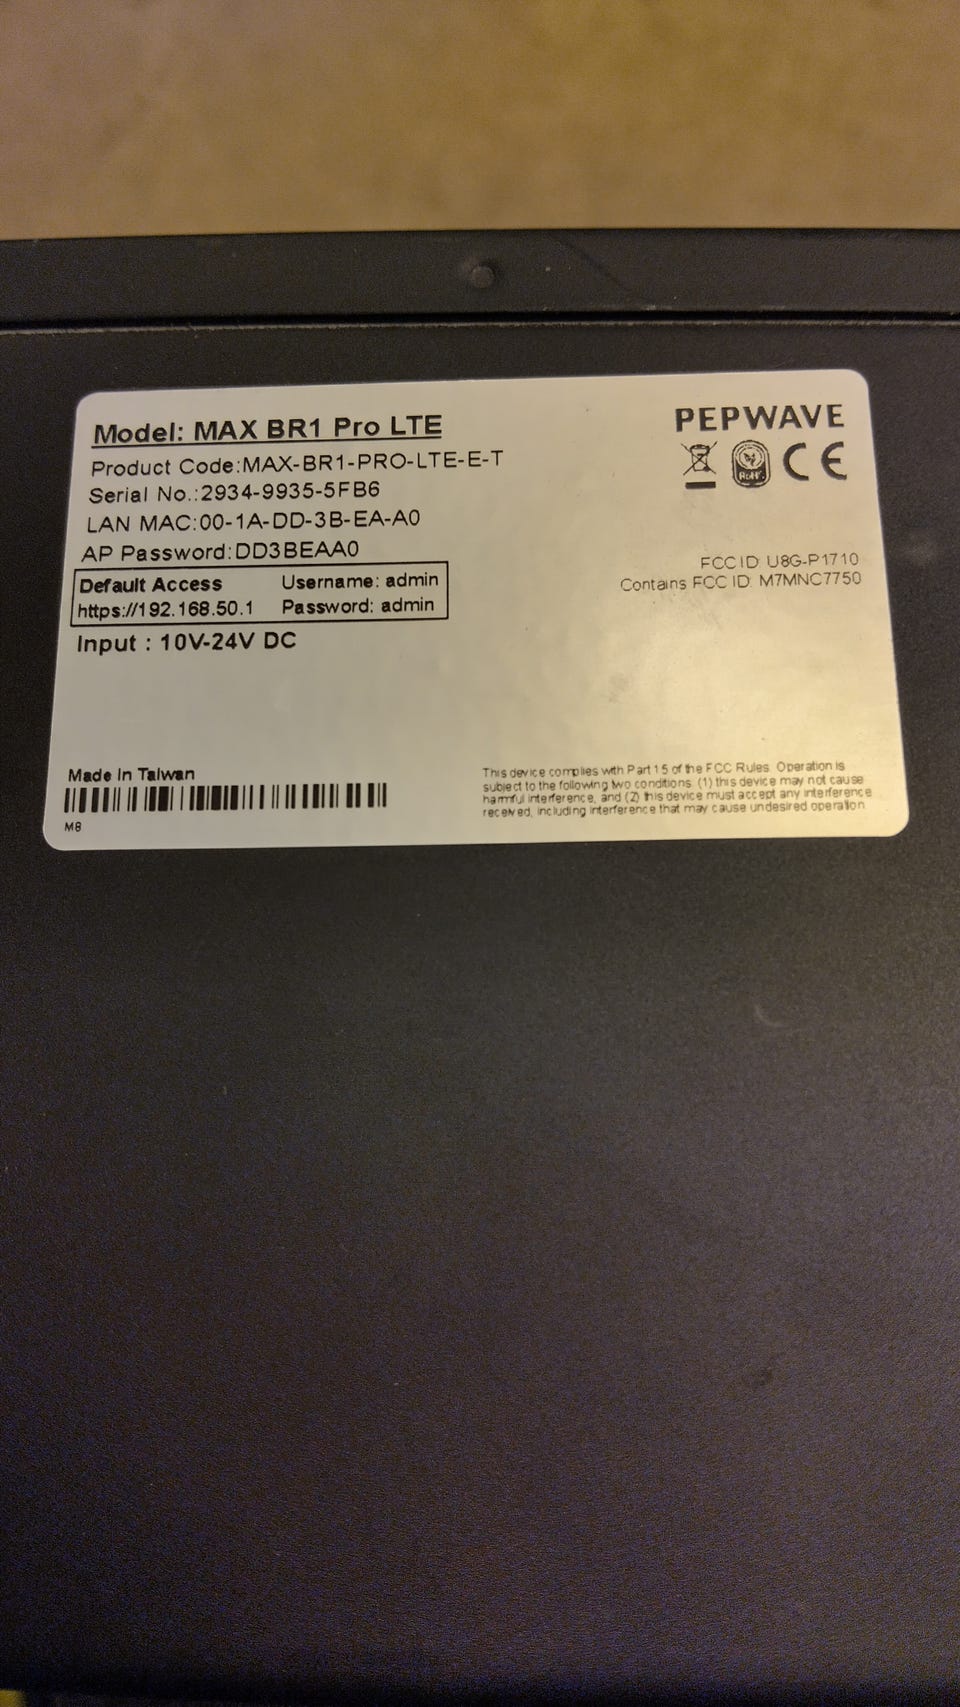 Model: MAX BR1 Pro LTE
Product Code:MAX-BR1-PRO-LTE-E-T
Serial No.:2934-9935-5FB6
LAN MAC:00-1A-DD-3B-EA-A0
AP Password:DD3BEAA0
Default Access Username: admin
https://192.168.50.1 Password: admin
Input : 10V-24V DC
PEPWAVE
RoHS
CE
FCC ID U8G-P1710
Contains FCC ID: M7MNC7750
Made In Taiwan
M8
This device complies with Part 15 of the FCC Rules. Operation is
subject to the following two conditions: (1) this device may not cause
harmful interference, and (2) this device must accept any interference
received, including interference that may cause undesired operation